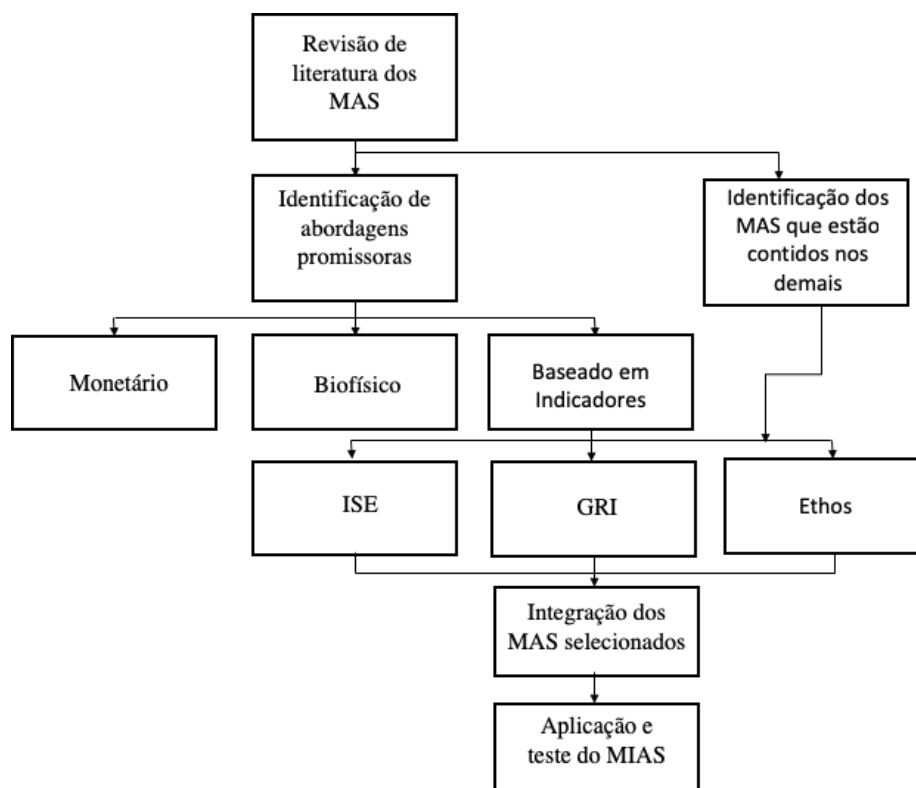 Revisão de
literatura dos
MAS
Identificação de
abordagens
promissoras
Identificação dos
MAS que estão
contidos nos
demais
Monetário
Biofísico
Baseado em
Indicadores
ISE
GRI
Ethos
Integração dos
MAS selecionados
Aplicação e
teste do MIAS